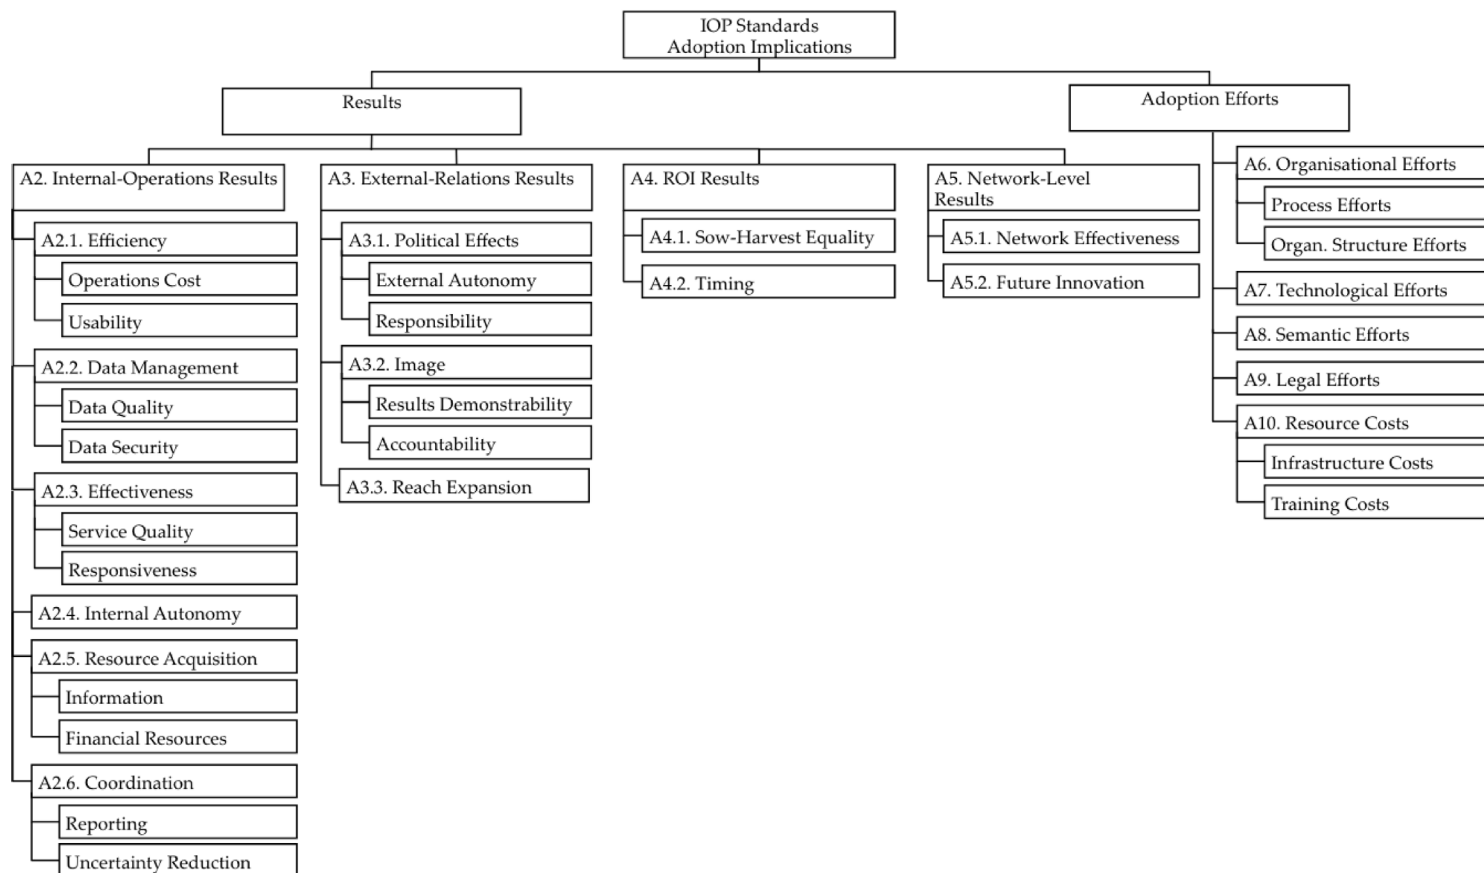 IOP Standards
Adoption Implications
Results
Adoption Efforts
A2. Internal-Operations Results
A2.1. Efficiency
Operations Cost
Usability
A2.2. Data Management
Data Quality
Data Security
A2.3. Effectiveness
Service Quality
Responsiveness
A2.4. Internal Autonomy
A2.5. Resource Acquisition
Information
Financial Resources
A2.6. Coordination
Reporting
Uncertainty Reduction
A3. External-Relations Results
A3.1. Political Effects
External Autonomy
Responsibility
A3.2. Image
Results Demonstrability
Accountability
A3.3. Reach Expansion
A4. ROI Results
A4.1. Sow-Harvest Equality
A4.2. Timing
A5. Network-Level
Results
A5.1. Network Effectiveness
A5.2. Future Innovation
A6. Organisational Efforts
Process Efforts
Organ. Structure Efforts
A7. Technological Efforts
A8. Semantic Efforts
A9. Legal Efforts
A10. Resource Costs
Infrastructure Costs
Training Costs